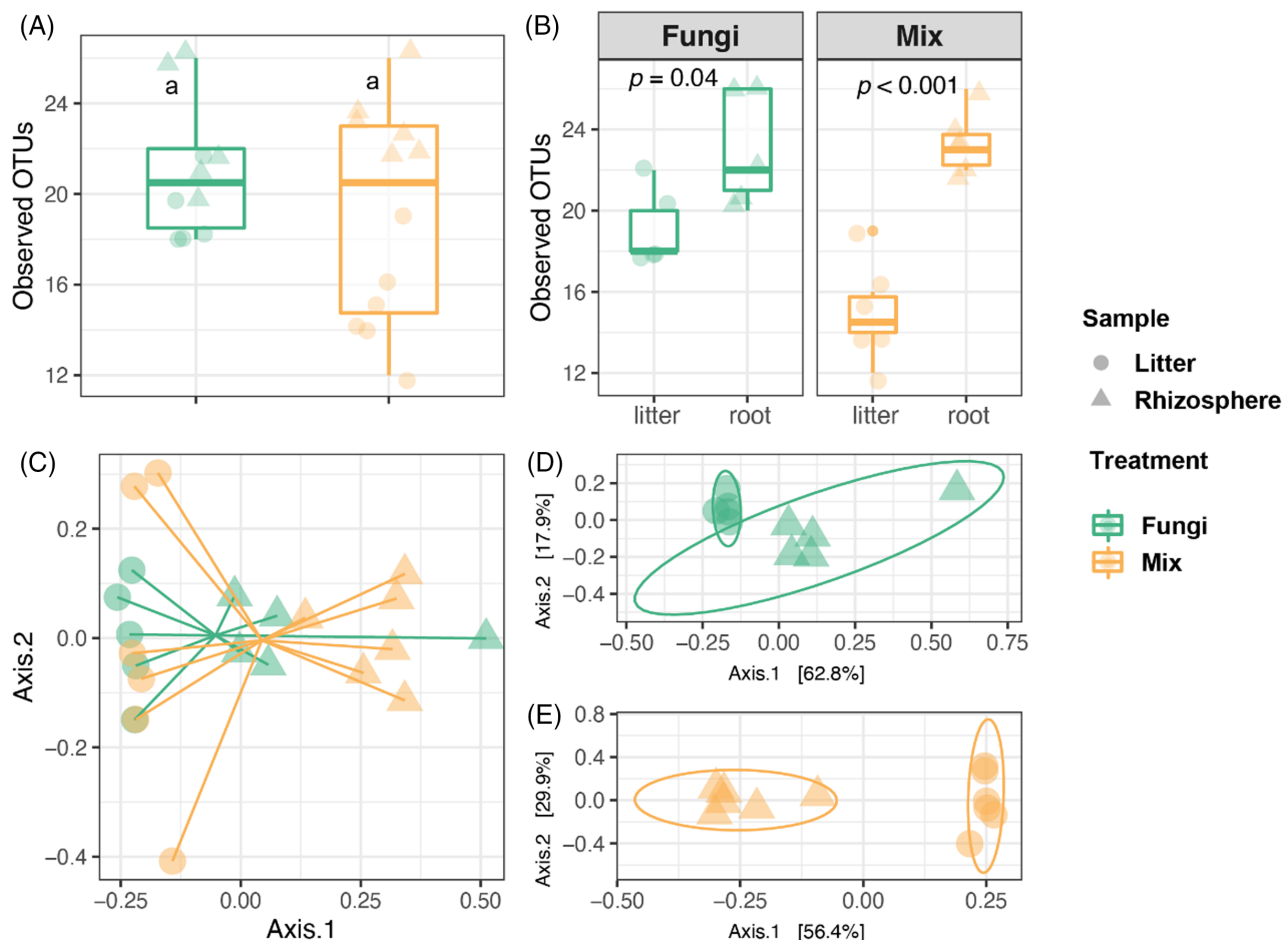 (A)
Observed OTUs
24
20
16
12
a
a
(B)
Fungi
Mix
Observed OTUs
24
20
16
12
p = 0.04
p < 0.001
litter
root
litter
root
Sample
Litter
Rhizosphere
Treatment
Fungi
Mix
(C)
Axis.2
0.2
0.0
−0.2
−0.4
−0.25
0.00
0.25
0.50
Axis.1
(D)
Axis.2 [17.9%]
0.2
0.0
−0.2
−0.4
−0.50
−0.25
0.00
0.25
0.50
0.75
Axis.1 [62.8%]
(E)
Axis.2 [29.9%]
0.8
0.4
0.0
−0.4
−0.50
−0.25
0.00
0.25
Axis.1 [56.4%]